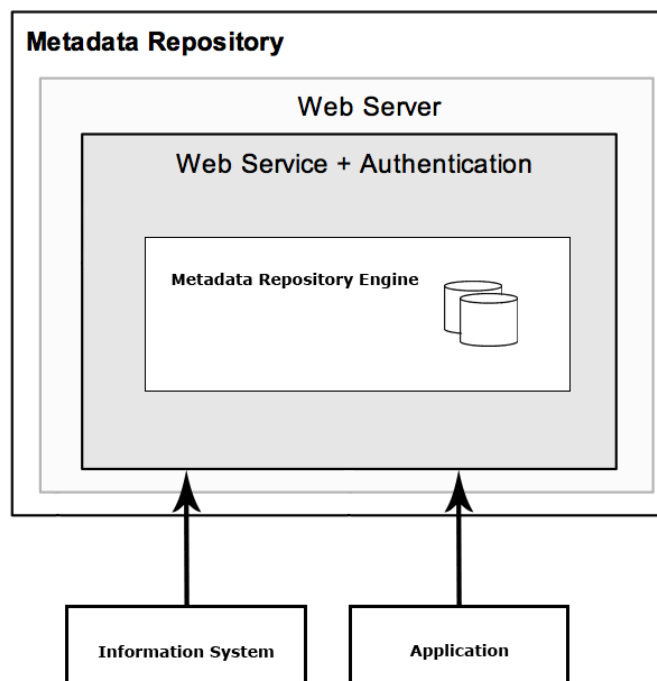 Metadata Repository
Web Server
Web Service + Authentication
Metadata Repository Engine
Information System
Application